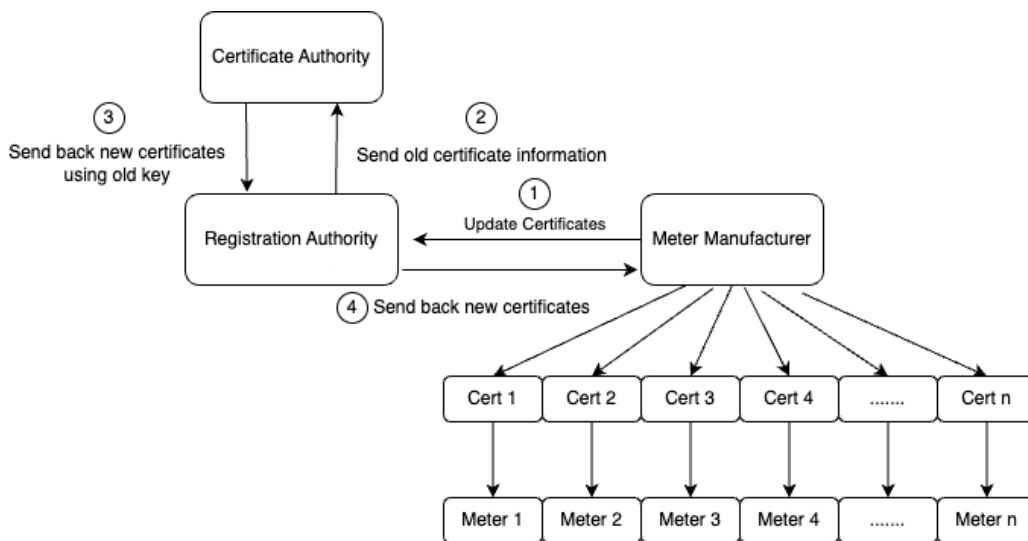 Certificate Authority
3
2
Send back new certificates
using old key
Send old certificate information
1
Update Certificates
Registration Authority
Meter Manufacturer
4 Send back new certificates
Cert 1 Cert 2 Cert 3 Cert 4 ....... Cert n
Meter 1 Meter 2 Meter 3 Meter 4 ....... Meter n